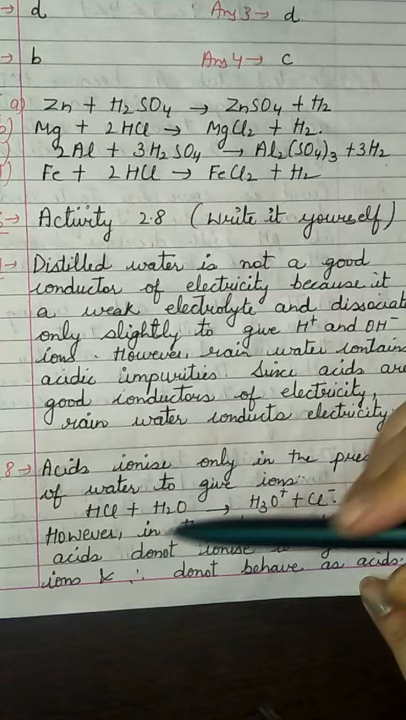 → d Ans 3 → d
→ b Ans 4 → c
a) Zn + H2SO4 → ZnSO4 + H2
b) Mg + 2HCl → MgCl2 + H2.
) 2Al + 3H2SO4 → Al2(SO4)3 + 3H2
) Fe + 2HCl → FeCl2 + H2
→ Activity 2.8 (Write it yourself)
→ Distilled water is not a good
conductor of electricity because it
a weak electrolyte and dissociat
only slightly to give H+ and OH-
ions. However, rain water contains
acidic impurities. Since acids are
good conductors of electricity,
rain water conducts electricity.
8 → Acids ionise only in the pres
of water to give ions.
HCl + H2O → H3O+ + Cl-.
However, in
acids donot ionise
ions & ∴ donot behave as acids.